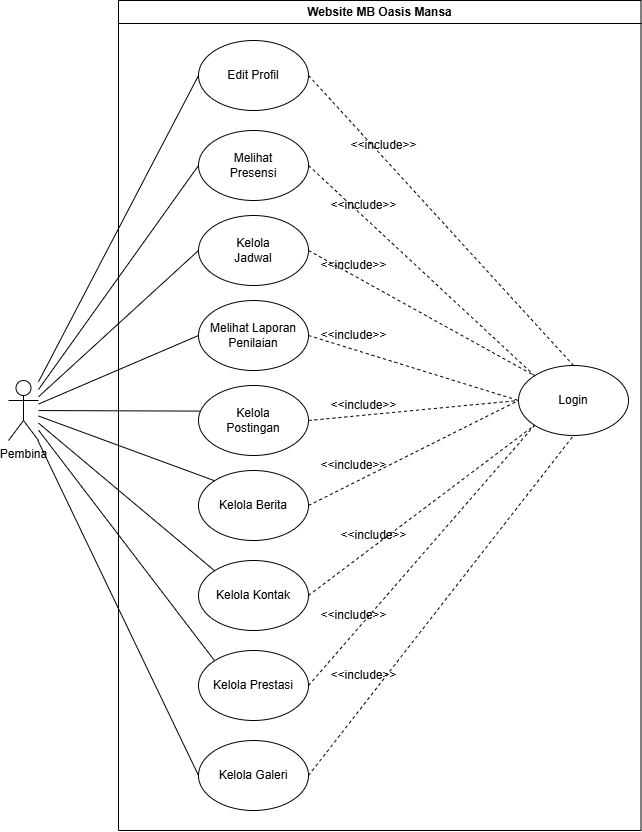 Website MB Oasis Mansa
Edit Profil
<<include>>
Melihat
Presensi
<<include>>
Kelola
Jadwal
<<include>>
Melihat Laporan
Penilaian
<<include>>
Login
Kelola
Postingan
<<include>>
Pembina
Kelola Berita
<<include>>
Kelola Kontak
<<include>>
Kelola Prestasi
<<include>>
Kelola Galeri
<<include>>